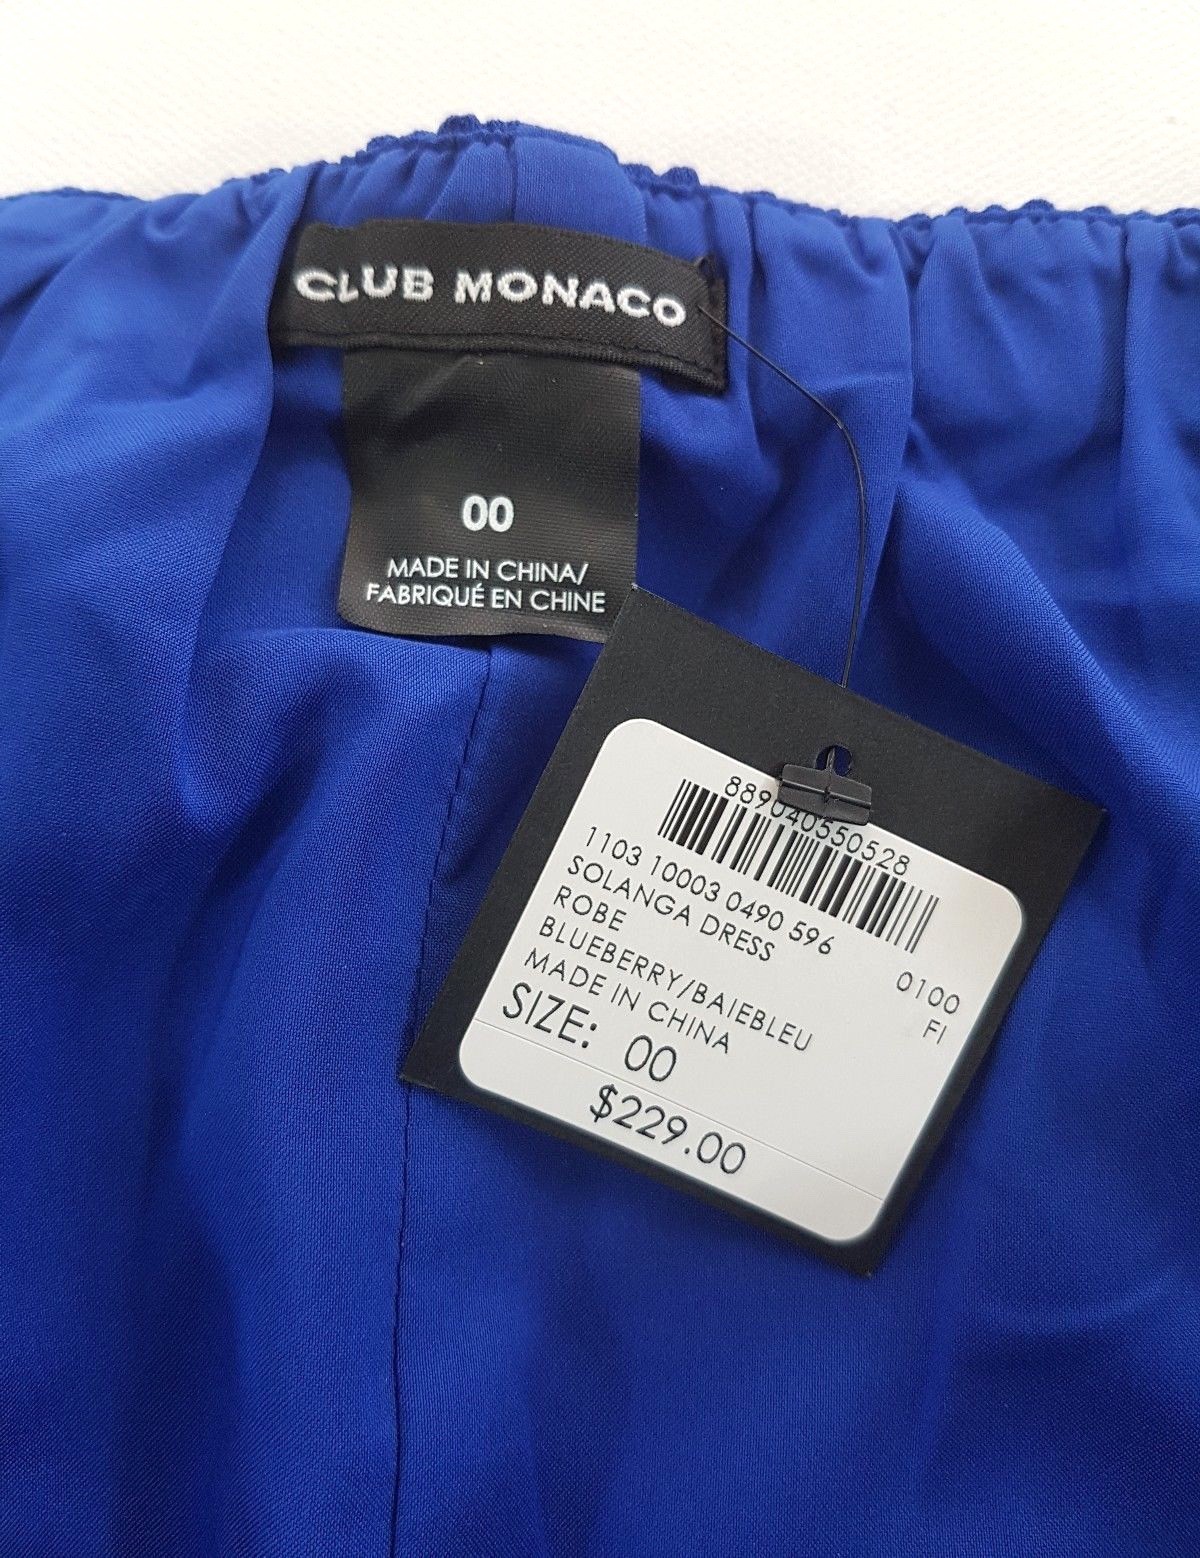 CLUB MONACO
00
MADE IN CHINA/
FABRIQUÉ EN CHINE
889040550528
1103 10003 0490 596
SOLANGA DRESS
ROBE
0100
BLUEBERRY/BAIEBLEU
FI
MADE IN CHINA
SIZE: 00
$229.00